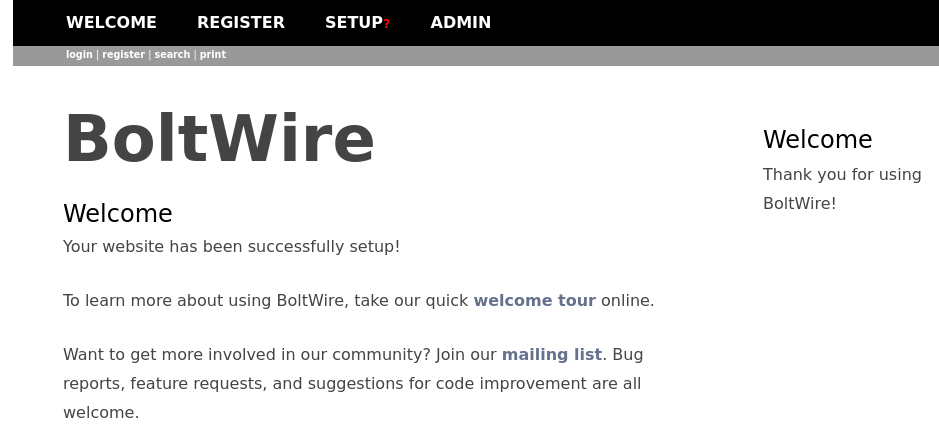 WELCOME REGISTER SETUP? ADMIN
login | register | search | print
BoltWire
Welcome
Your website has been successfully setup!
To learn more about using BoltWire, take our quick welcome tour online.
Want to get more involved in our community? Join our mailing list. Bug
reports, feature requests, and suggestions for code improvement are all
welcome.
Welcome
Thank you for using
BoltWire!